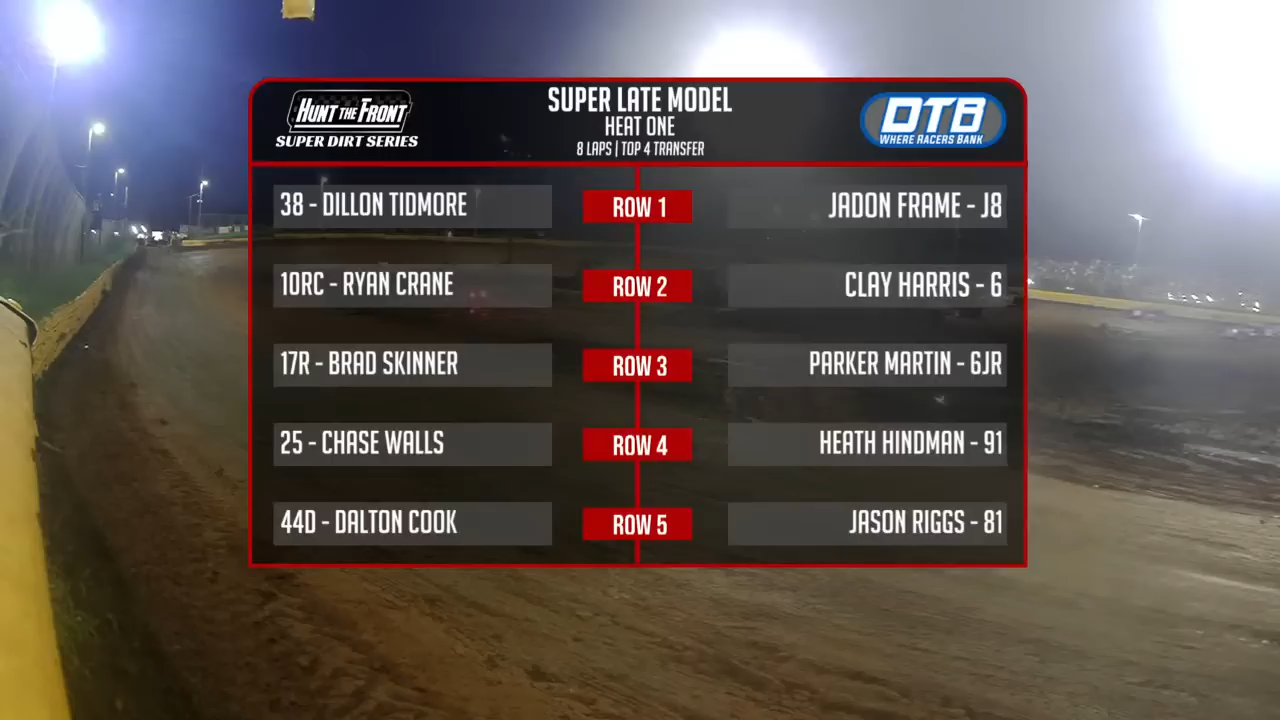 HUNT THE FRONT
SUPER DIRT SERIES
SUPER LATE MODEL
HEAT ONE
8 LAPS | TOP 4 TRANSFER
DTB
WHERE RACERS BANK
38 - DILLON TIDMORE
ROW 1
JADON FRAME - J8
10RC - RYAN CRANE
ROW 2
CLAY HARRIS - 6
17R - BRAD SKINNER
ROW 3
PARKER MARTIN - 6JR
25 - CHASE WALLS
ROW 4
HEATH HINDMAN - 91
44D - DALTON COOK
ROW 5
JASON RIGGS - 81